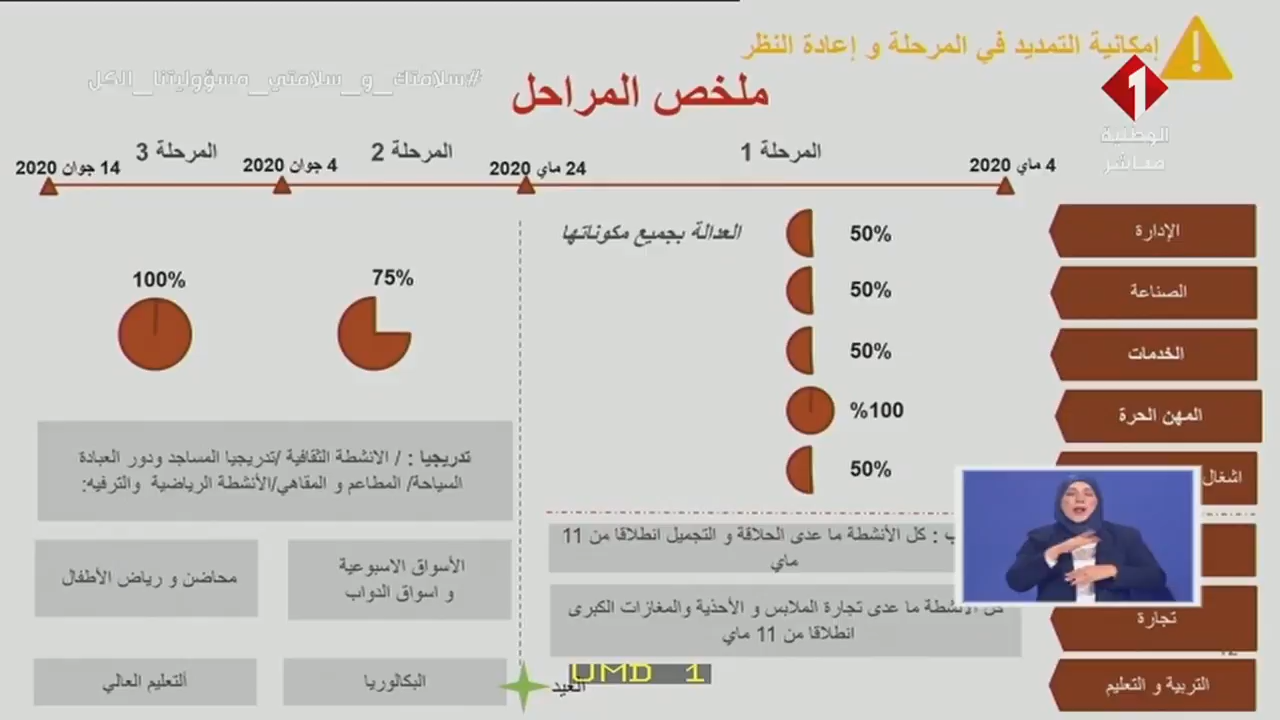 إمكانية التمديد في المرحلة و إعادة النظر
#سلامتك_و_سلامتي_مسؤوليتنا_الكل
ملخص المراحل
1
الوطنية
مباشر
المرحلة 1
المرحلة 2
المرحلة 3
4 ماي 2020
24 ماي 2020
4 جوان 2020
14 جوان 2020
الإدارة
50%
العدالة بجميع مكوناتها
الصناعة
50%
75%
100%
الخدمات
50%
المهن الحرة
%100
اشغال
50%
تدريجيا : / الانشطة الثقافية /تدريجيا المساجد ودور العبادة
السياحة/ المطاعم و المقاهي/الأنشطة الرياضية والترفيه:
: كل الأنشطة ما عدى الحلاقة و التجميل انطلاقا من 11
ماي
الأسواق الاسبوعية
و اسواق الدواب
محاضن و رياض الأطفال
تجارة
كل الأنشطة ما عدى تجارة الملابس و الأحذية والمغازات الكبرى
انطلاقا من 11 ماي
التربية و التعليم
UMD 1
العيد
البكالوريا
التعليم العالي